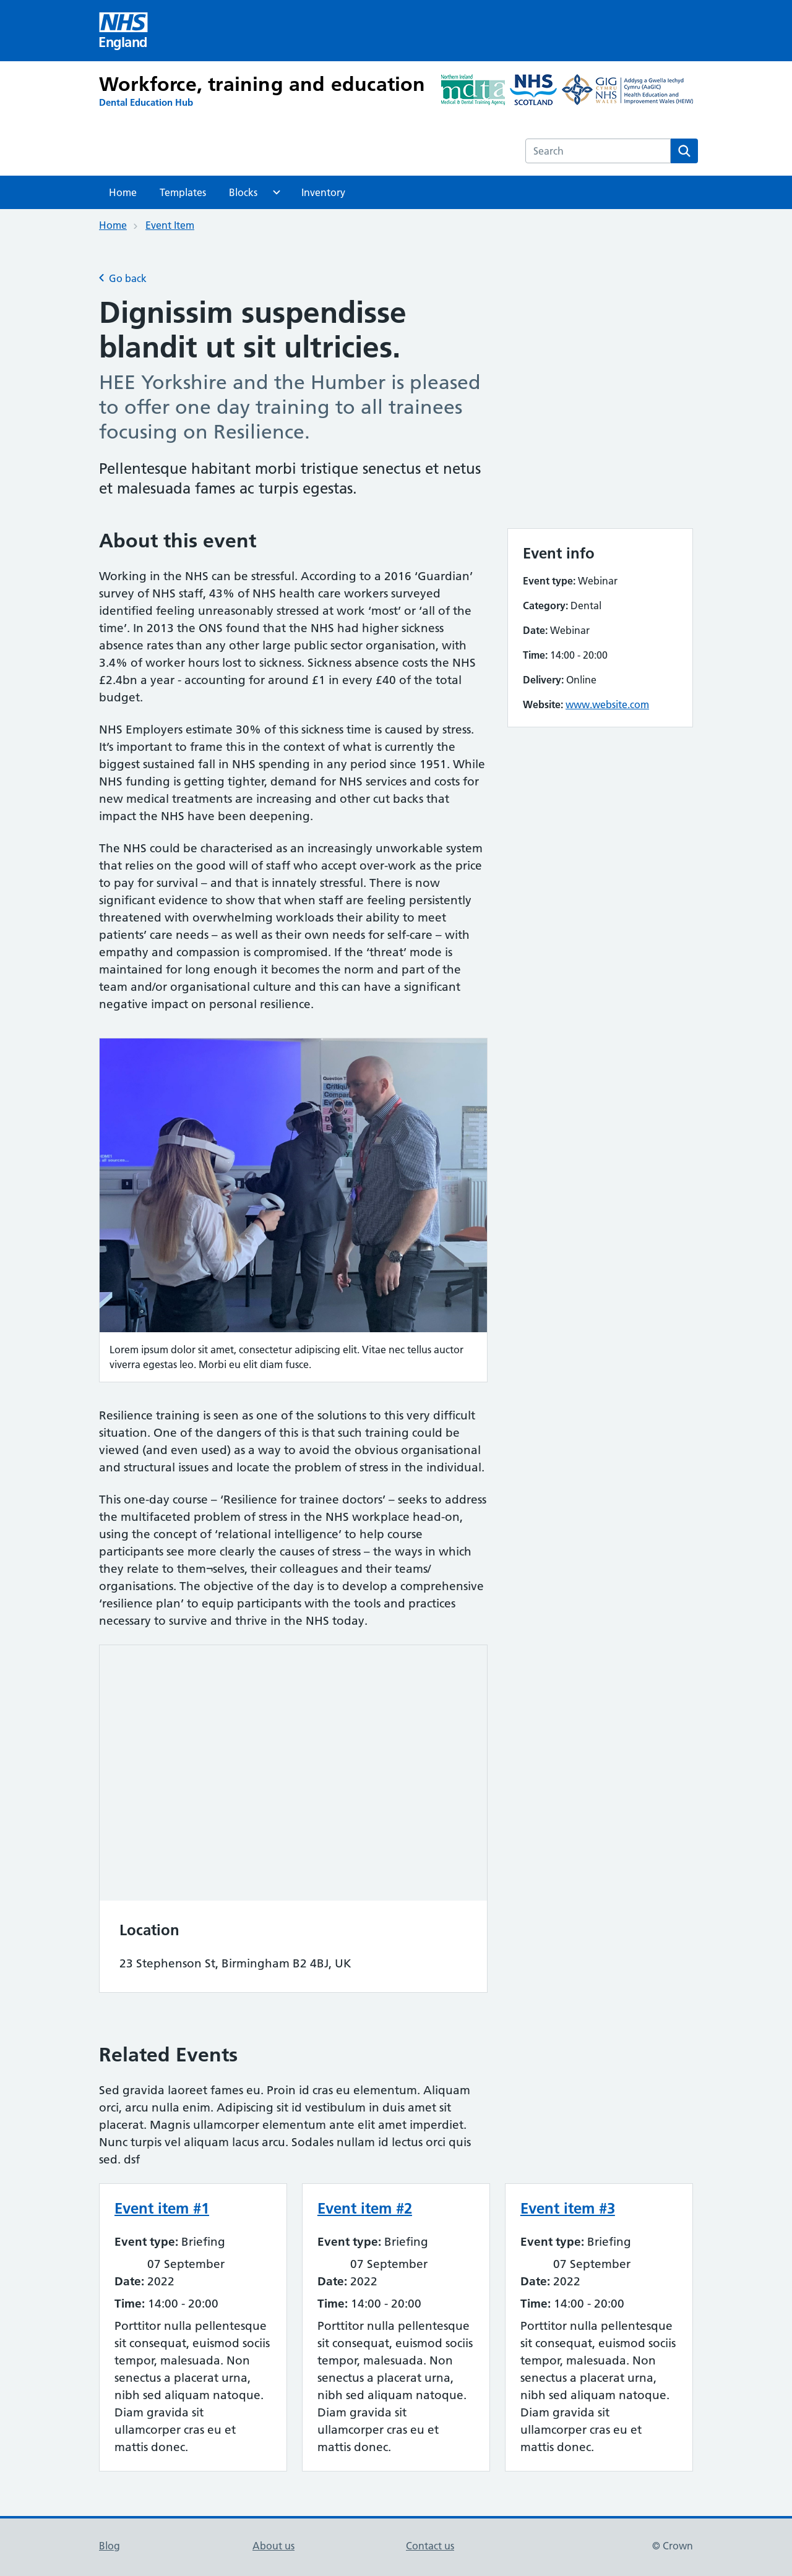 NHS
England
Workforce, training and education
Dental Education Hub
Northern Ireland
mdta
Medical & Dental Training Agency
NHS
SCOTLAND
GIG
CYMRU
NHS
WALES
Addysg a Gwella Iechyd
Cymru (AaGIC)
Health Education and
Improvement Wales (HEIW)
Search
Home
Templates
Blocks
Inventory
Home
Event Item
Go back
Dignissim suspendisse
blandit ut sit ultricies.
HEE Yorkshire and the Humber is pleased
to offer one day training to all trainees
focusing on Resilience.
Pellentesque habitant morbi tristique senectus et netus
et malesuada fames ac turpis egestas.
About this event
Working in the NHS can be stressful. According to a 2016 ‘Guardian’
survey of NHS staff, 43% of NHS health care workers surveyed
identified feeling unreasonably stressed at work ‘most’ or ‘all of the
time’. In 2013 the ONS found that the NHS had higher sickness
absence rates than any other large public sector organisation, with
3.4% of worker hours lost to sickness. Sickness absence costs the NHS
£2.4bn a year - accounting for around £1 in every £40 of the total
budget.
NHS Employers estimate 30% of this sickness time is caused by stress.
It’s important to frame this in the context of what is currently the
biggest sustained fall in NHS spending in any period since 1951. While
NHS funding is getting tighter, demand for NHS services and costs for
new medical treatments are increasing and other cut backs that
impact the NHS have been deepening.
The NHS could be characterised as an increasingly unworkable system
that relies on the good will of staff who accept over-work as the price
to pay for survival – and that is innately stressful. There is now
significant evidence to show that when staff are feeling persistently
threatened with overwhelming workloads their ability to meet
patients’ care needs – as well as their own needs for self-care – with
empathy and compassion is compromised. If the ‘threat’ mode is
maintained for long enough it becomes the norm and part of the
team and/or organisational culture and this can have a significant
negative impact on personal resilience.
Event info
Event type: Webinar
Category: Dental
Date: Webinar
Time: 14:00 - 20:00
Delivery: Online
Website: www.website.com
Lorem ipsum dolor sit amet, consectetur adipiscing elit. Vitae nec tellus auctor
viverra egestas leo. Morbi eu elit diam fusce.
Resilience training is seen as one of the solutions to this very difficult
situation. One of the dangers of this is that such training could be
viewed (and even used) as a way to avoid the obvious organisational
and structural issues and locate the problem of stress in the individual.
This one-day course – ‘Resilience for trainee doctors’ – seeks to address
the multifaceted problem of stress in the NHS workplace head-on,
using the concept of ‘relational intelligence’ to help course
participants see more clearly the causes of stress – the ways in which
they relate to them¬selves, their colleagues and their teams/
organisations. The objective of the day is to develop a comprehensive
‘resilience plan’ to equip participants with the tools and practices
necessary to survive and thrive in the NHS today.
Location
23 Stephenson St, Birmingham B2 4BJ, UK
Related Events
Sed gravida laoreet fames eu. Proin id cras eu elementum. Aliquam
orci, arcu nulla enim. Adipiscing sit id vestibulum in duis amet sit
placerat. Magnis ullamcorper elementum ante elit amet imperdiet.
Nunc turpis vel aliquam lacus arcu. Sodales nullam id lectus orci quis
sed. dsf
Event item #1
Event type: Briefing
07 September
Date: 2022
Time: 14:00 - 20:00
Porttitor nulla pellentesque
sit consequat, euismod sociis
tempor, malesuada. Non
senectus a placerat urna,
nibh sed aliquam natoque.
Diam gravida sit
ullamcorper cras eu et
mattis donec.
Event item #2
Event type: Briefing
07 September
Date: 2022
Time: 14:00 - 20:00
Porttitor nulla pellentesque
sit consequat, euismod sociis
tempor, malesuada. Non
senectus a placerat urna,
nibh sed aliquam natoque.
Diam gravida sit
ullamcorper cras eu et
mattis donec.
Event item #3
Event type: Briefing
07 September
Date: 2022
Time: 14:00 - 20:00
Porttitor nulla pellentesque
sit consequat, euismod sociis
tempor, malesuada. Non
senectus a placerat urna,
nibh sed aliquam natoque.
Diam gravida sit
ullamcorper cras eu et
mattis donec.
Blog
About us
Contact us
© Crown